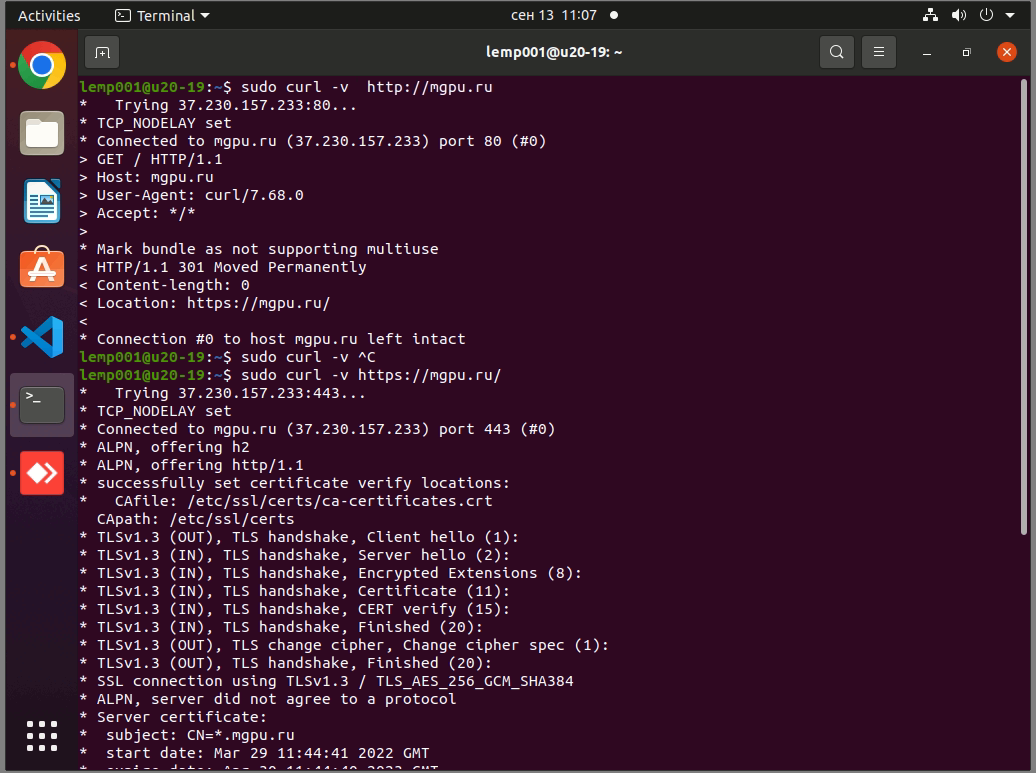 Activities
Terminal
сен 13 11:07
lemp001@u20-19: ~
lemp001@u20-19:~$ sudo curl -v  http://mgpu.ru
*   Trying 37.230.157.233:80...
* TCP_NODELAY set
* Connected to mgpu.ru (37.230.157.233) port 80 (#0)
> GET / HTTP/1.1
> Host: mgpu.ru
> User-Agent: curl/7.68.0
> Accept: */*
>
* Mark bundle as not supporting multiuse
< HTTP/1.1 301 Moved Permanently
< Content-length: 0
< Location: https://mgpu.ru/
<
* Connection #0 to host mgpu.ru left intact
lemp001@u20-19:~$ sudo curl -v ^C
lemp001@u20-19:~$ sudo curl -v https://mgpu.ru/
*   Trying 37.230.157.233:443...
* TCP_NODELAY set
* Connected to mgpu.ru (37.230.157.233) port 443 (#0)
* ALPN, offering h2
* ALPN, offering http/1.1
* successfully set certificate verify locations:
*   CAfile: /etc/ssl/certs/ca-certificates.crt
  CApath: /etc/ssl/certs
* TLSv1.3 (OUT), TLS handshake, Client hello (1):
* TLSv1.3 (IN), TLS handshake, Server hello (2):
* TLSv1.3 (IN), TLS handshake, Encrypted Extensions (8):
* TLSv1.3 (IN), TLS handshake, Certificate (11):
* TLSv1.3 (IN), TLS handshake, CERT verify (15):
* TLSv1.3 (IN), TLS handshake, Finished (20):
* TLSv1.3 (OUT), TLS change cipher, Change cipher spec (1):
* TLSv1.3 (OUT), TLS handshake, Finished (20):
* SSL connection using TLSv1.3 / TLS_AES_256_GCM_SHA384
* ALPN, server did not agree to a protocol
* Server certificate:
*  subject: CN=*.mgpu.ru
*  start date: Mar 29 11:44:41 2022 GMT